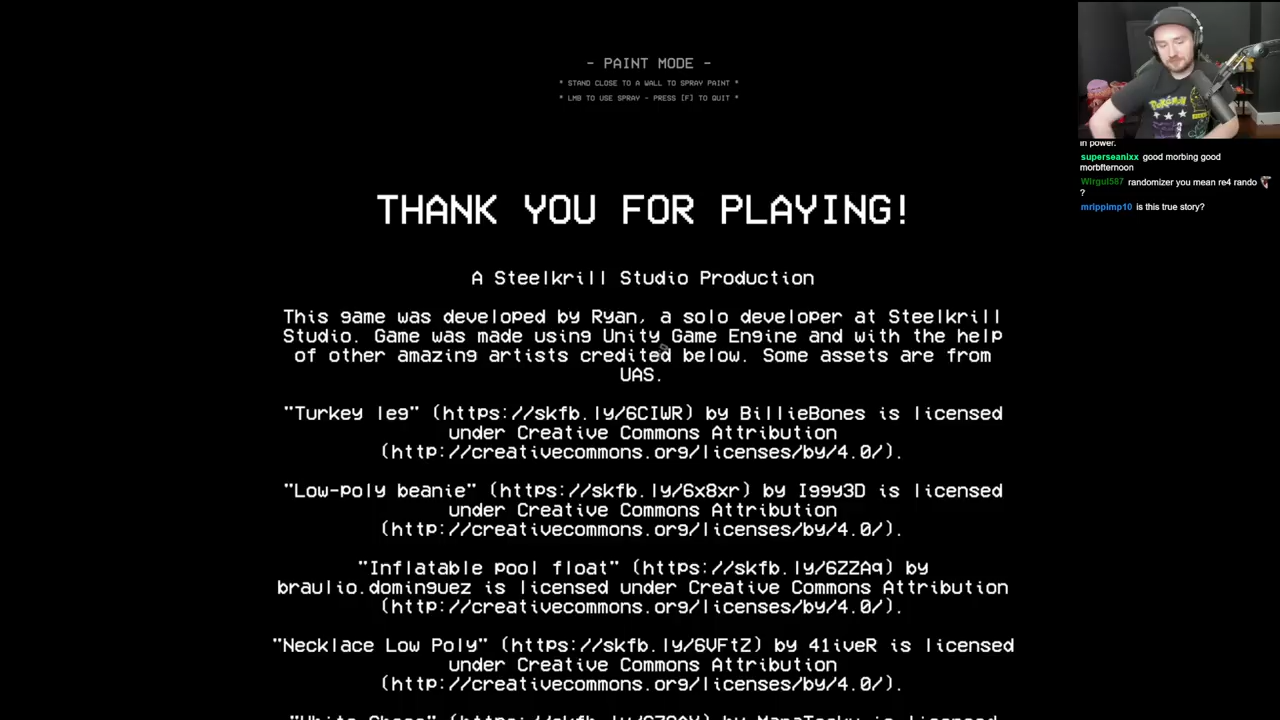 - PAINT MODE -
* STAND CLOSE TO A WALL TO SPRAY PAINT *
* LMB TO USE SPRAY - PRESS [F] TO QUIT *
THANK YOU FOR PLAYING!
A Steelkrill Studio Production
This game was developed by Ryan, a solo developer at Steelkrill
Studio. Game was made using Unity Game Engine and with the help
of other amazing artists credited below. Some assets are from
UAS.
"Turkey leg" (https://skfb.ly/6CIWR) by BillieBones is licensed
under Creative Commons Attribution
(http://creativecommons.org/licenses/by/4.0/).
"Low-poly beanie" (https://skfb.ly/6x8xr) by Iggy3D is licensed
under Creative Commons Attribution
(http://creativecommons.org/licenses/by/4.0/).
"Inflatable pool float" (https://skfb.ly/6ZZAq) by
braulio.dominguez is licensed under Creative Commons Attribution
(http://creativecommons.org/licenses/by/4.0/).
"Necklace Low Poly" (https://skfb.ly/6VFtZ) by 41iveR is licensed
under Creative Commons Attribution
(http://creativecommons.org/licenses/by/4.0/).
in power.
superseanixx good morbing good
morbfternoon
Wirgul587 randomizer you mean re4 rando
?
mrippimp10 is this true story?